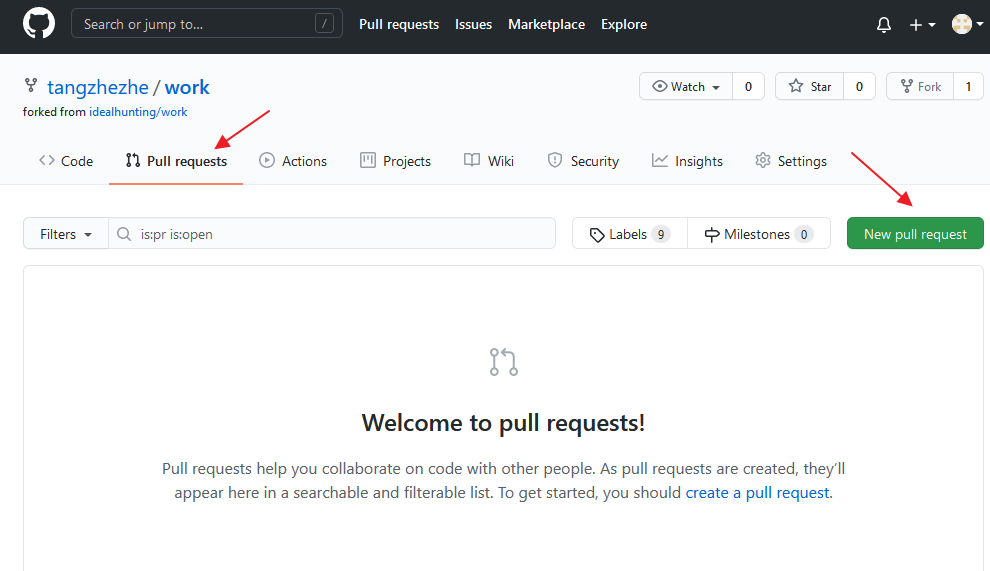 Search or jump to... / Pull requests Issues Marketplace Explore
tangzhezhe / work Watch 0 Star 0 Fork 1
forked from idealhunting/work
Code Pull requests Actions Projects Wiki Security Insights Settings
Filters is:pr is:open Labels 9 Milestones 0 New pull request
Welcome to pull requests!
Pull requests help you collaborate on code with other people. As pull requests are created, they’ll
appear here in a searchable and filterable list. To get started, you should create a pull request.